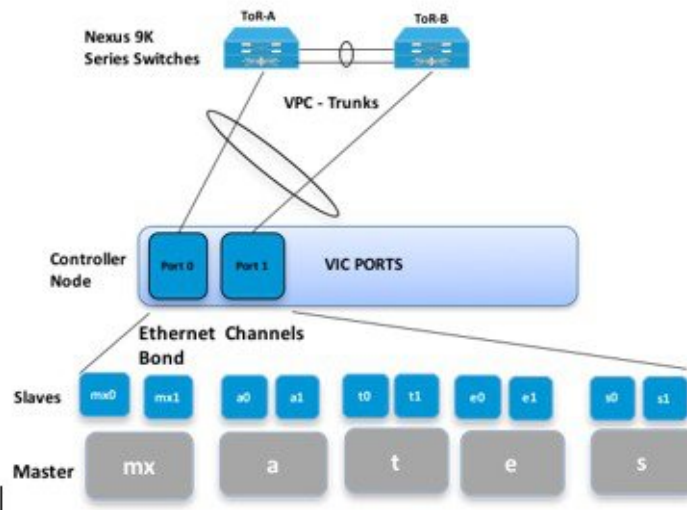 ToR-A
ToR-B
Nexus 9K
Series Switches
VPC - Trunks
Controller
Node
Port 0
Port 1
VIC PORTS
Ethernet Channels
Bond
Slaves
mx0
mx1
a0
a1
t0
t1
e0
e1
s0
s1
Master
mx
a
t
e
s